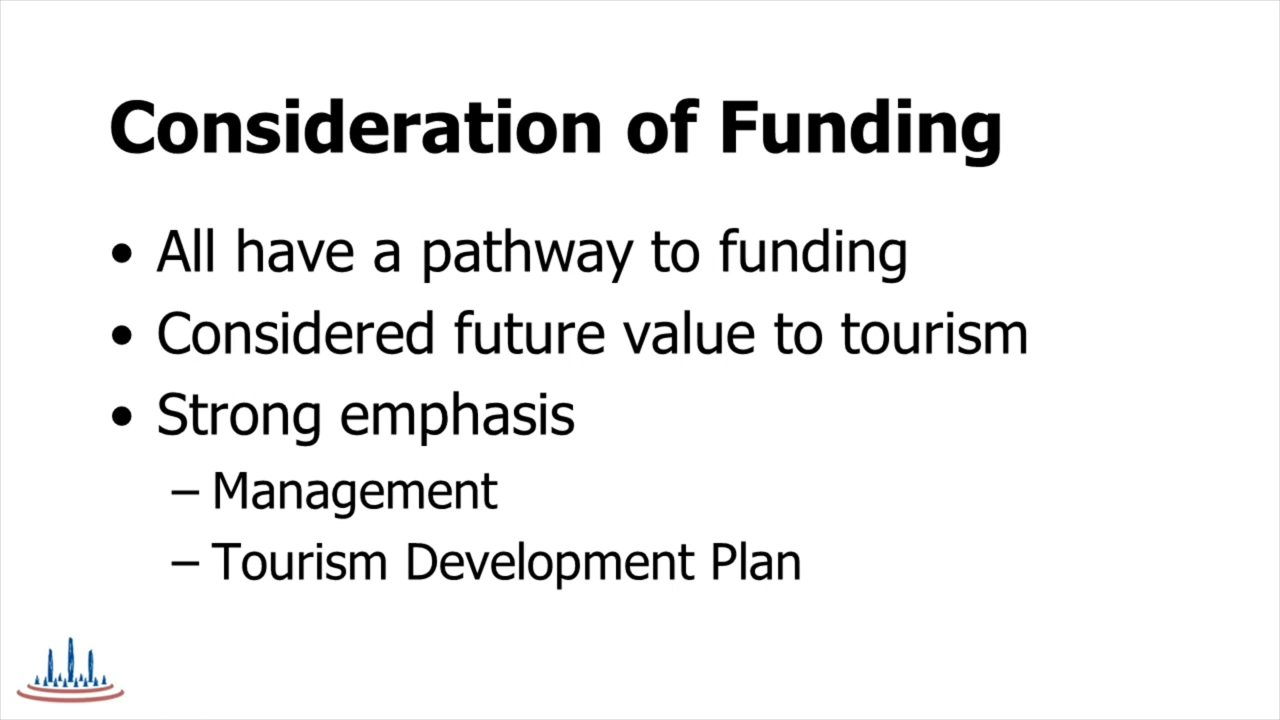 Consideration of Funding
• All have a pathway to funding
• Considered future value to tourism
• Strong emphasis
– Management
– Tourism Development Plan